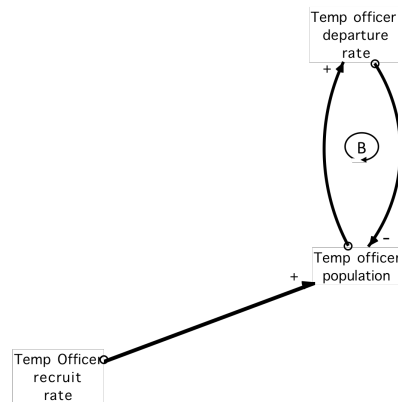 Temp officer
departure
rate
+
B
-
Temp officer
population
+
Temp Officer
recruit
rate